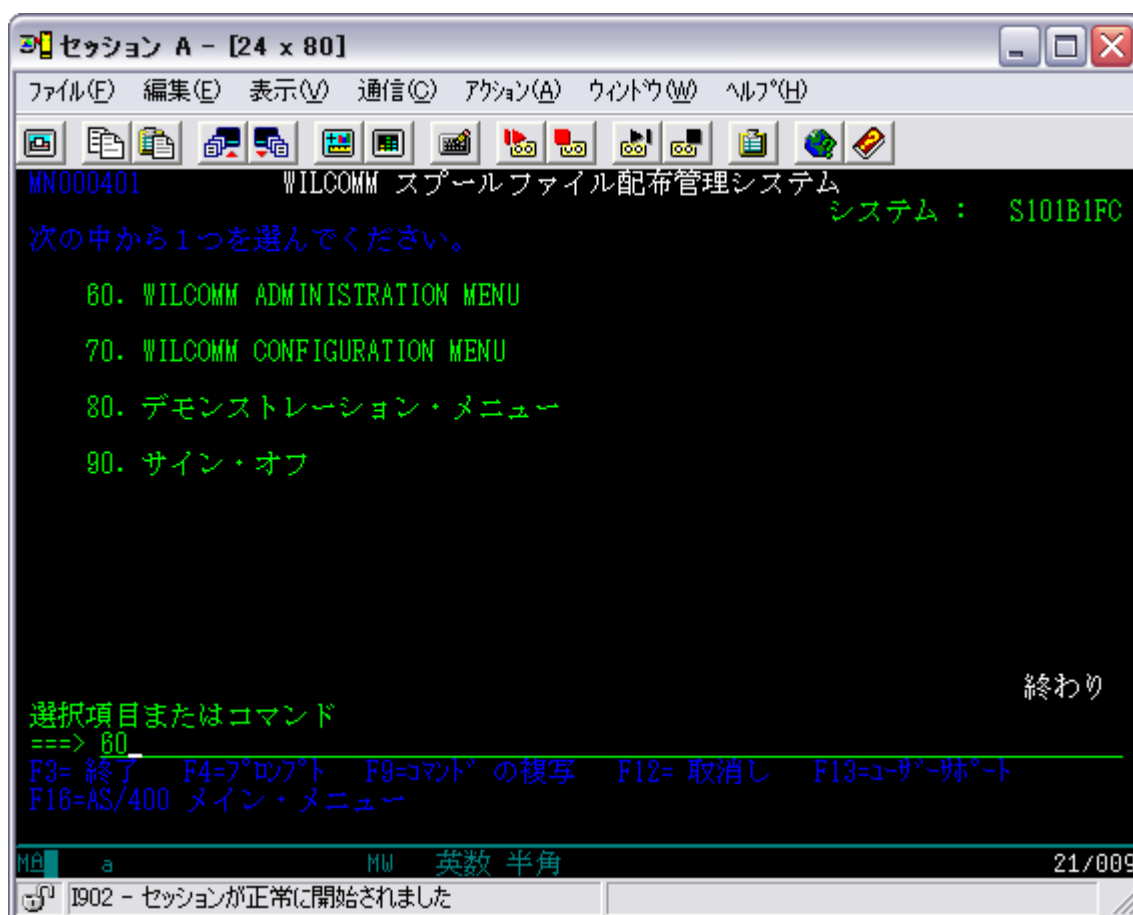 セッション A - [24 x 80]
ファイル(F) 編集(E) 表示(V) 通信(C) アクション(A) ウィンドウ(W) ヘルプ(H)
MN000401 WILCOMM スプールファイル配布管理システム
システム : S101B1FC
次の中から1つを選んでください。
60. WILCOMM ADMINISTRATION MENU
70. WILCOMM CONFIGURATION MENU
80. デモンストレーション・メニュー
90. サイン・オフ
終わり
選択項目またはコマンド
===> 60_
F3= 終了 F4=プロンプト F9=コマンド の複写 F12= 取消し F13=ユーザーサポート
F16=AS/400 メイン・メニュー
MA a MW 英数 半角 21/009
I902 - セッションが正常に開始されました